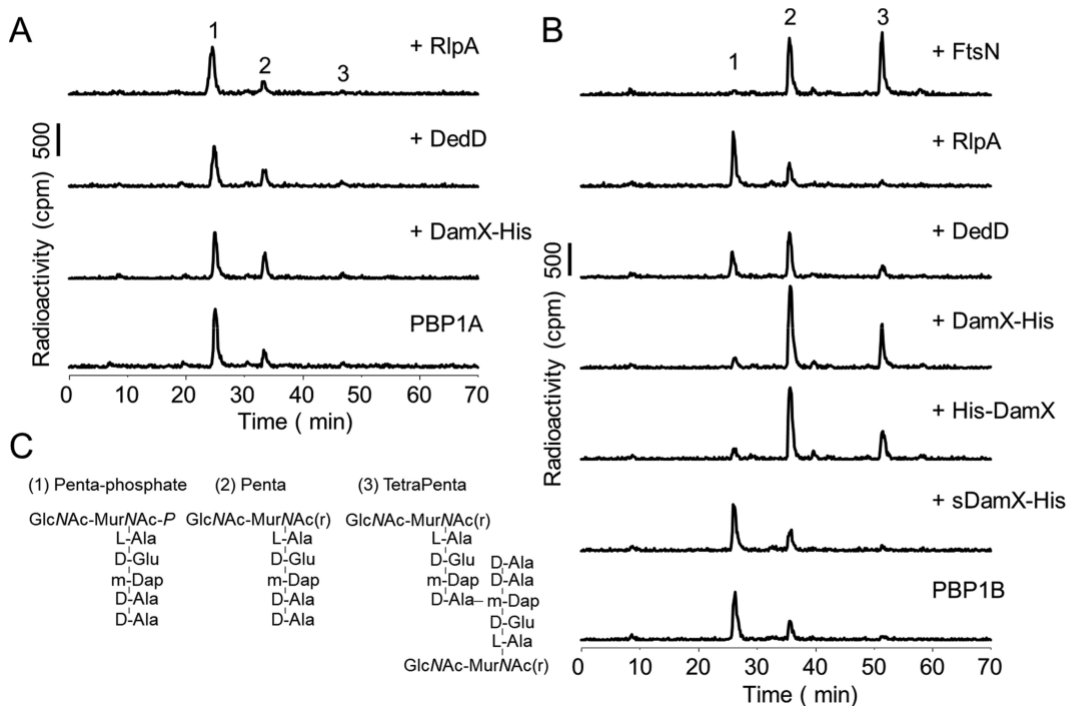 A
1
2
3
+ RlpA
+ DedD
+ DamX-His
PBP1A
500
Radioactivity (cpm)
0 10 20 30 40 50 60 70
Time ( min)
B
1
2
3
+ FtsN
+ RlpA
+ DedD
+ DamX-His
+ His-DamX
+ sDamX-His
PBP1B
500
Radioactivity (cpm)
0 10 20 30 40 50 60 70
Time ( min)
C
(1) Penta-phosphate (2) Penta (3) TetraPenta
GlcNAc-MurNAc-P GlcNAc-MurNAc(r) GlcNAc-MurNAc(r)
L-Ala L-Ala L-Ala
D-Glu D-Glu D-Glu D-Ala
m-Dap m-Dap m-Dap D-Ala
D-Ala D-Ala D-Ala– m-Dap
D-Ala D-Ala D-Glu
L-Ala
GlcNAc-MurNAc(r)